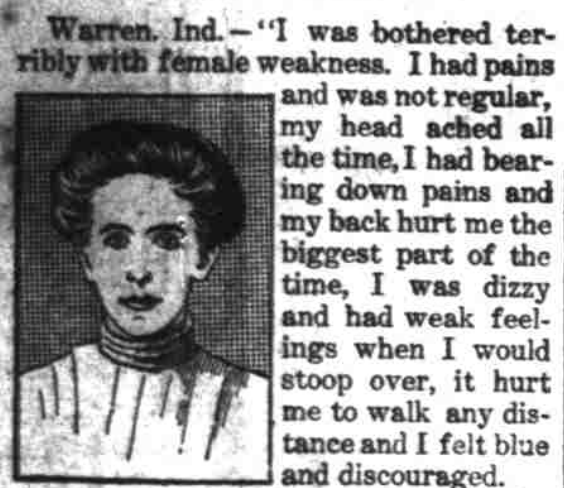 Warren. Ind.—"I was bothered ter-
ribly with female weakness. I had pains
and was not regular,
my head ached all
the time, I had bear-
ing down pains and
my back hurt me the
biggest part of the
time, I was dizzy
and had weak feel-
ings when I would
stoop over, it hurt
me to walk any dis-
tance and I felt blue
and discouraged.